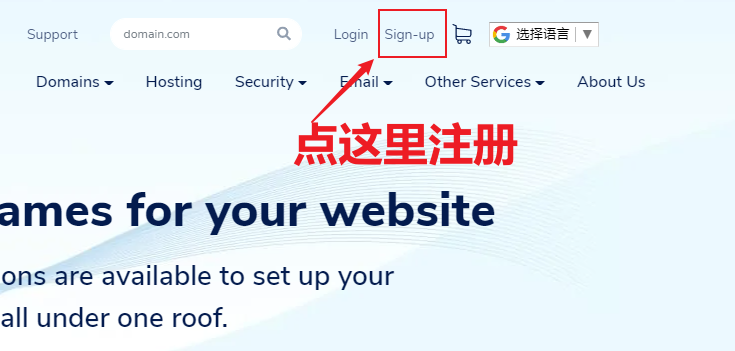 Support domain.com Login Sign-up G 选择语言 ▼
Domains Hosting Security Email Other Services About Us
点这里注册
ames for your website
ons are available to set up your
all under one roof.